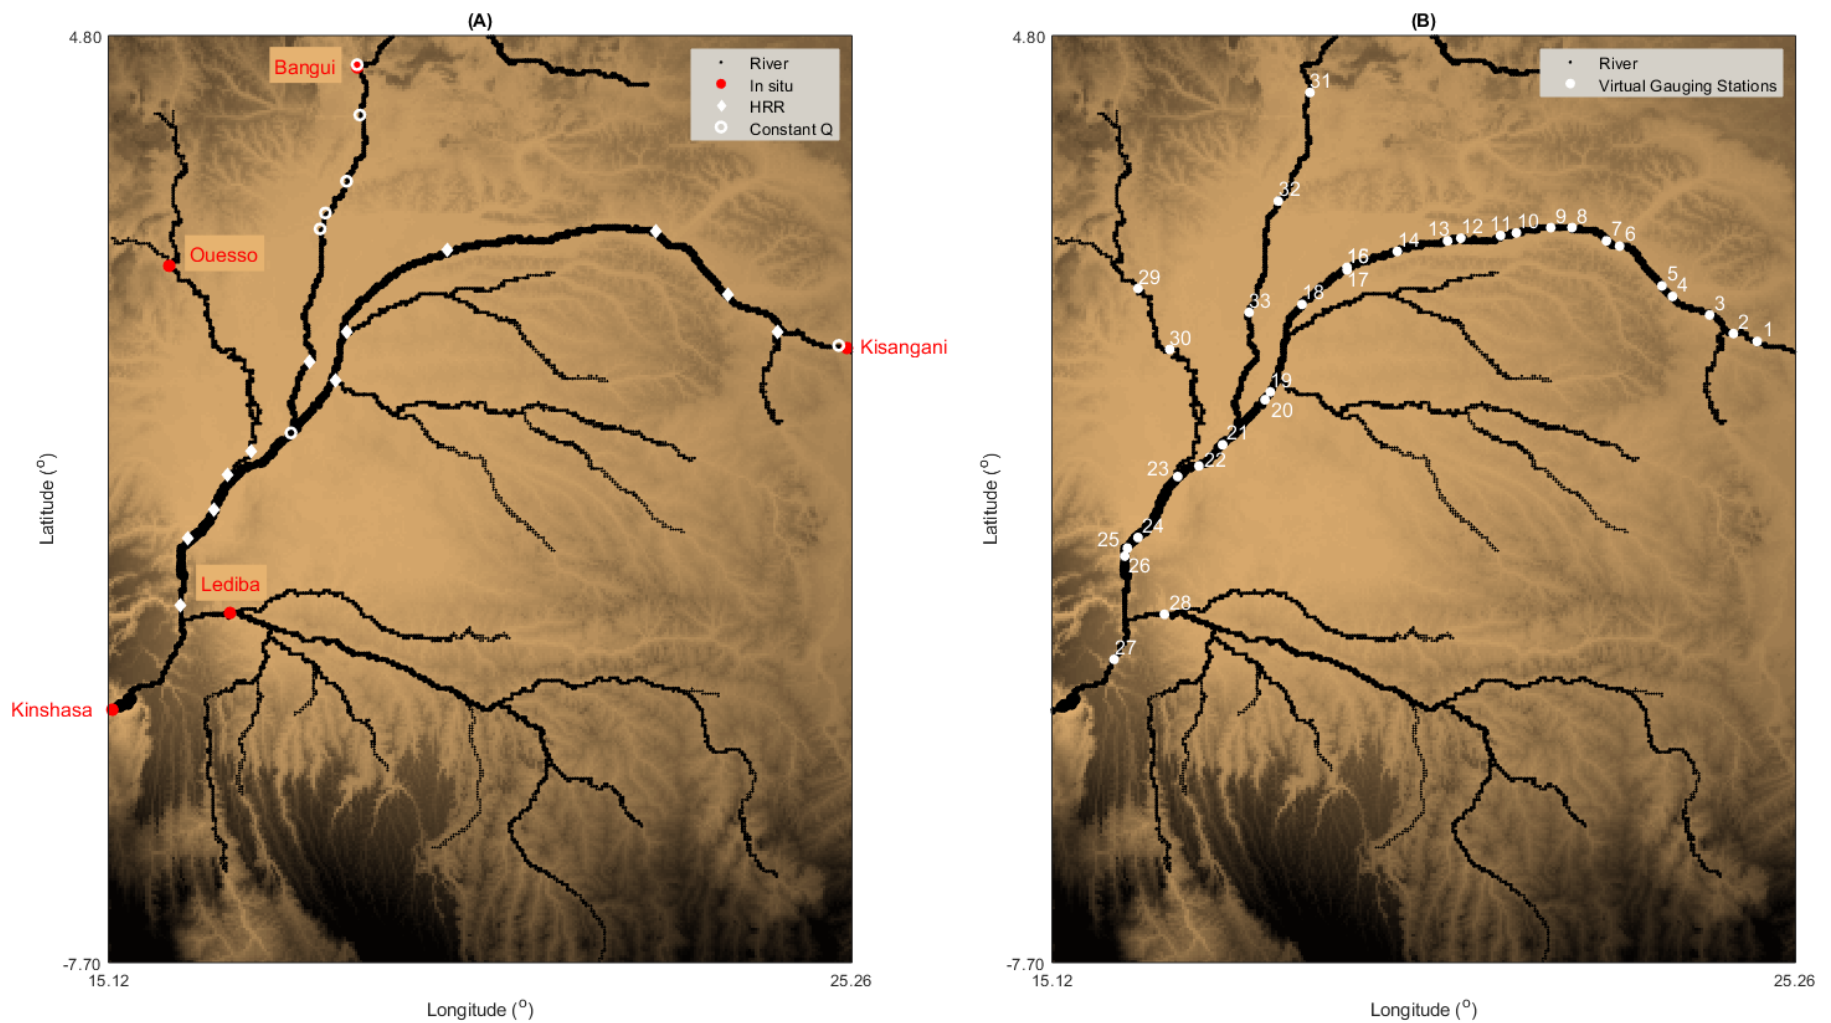 (A)
4.80
Bangui
River
In situ
HRR
Constant Q
Ouesso
Kisangani
Latitude (o)
Lediba
Kinshasa
-7.70
15.12
25.26
Longitude (o)
(B)
4.80
River
Virtual Gauging Stations
31
32
9 8
13 12 11 10
7 6
14
16
17
29
5
4
33
18
3
2
1
30
19
20
21
22
23
Latitude (o)
24
25
26
28
27
-7.70
15.12
25.26
Longitude (o)